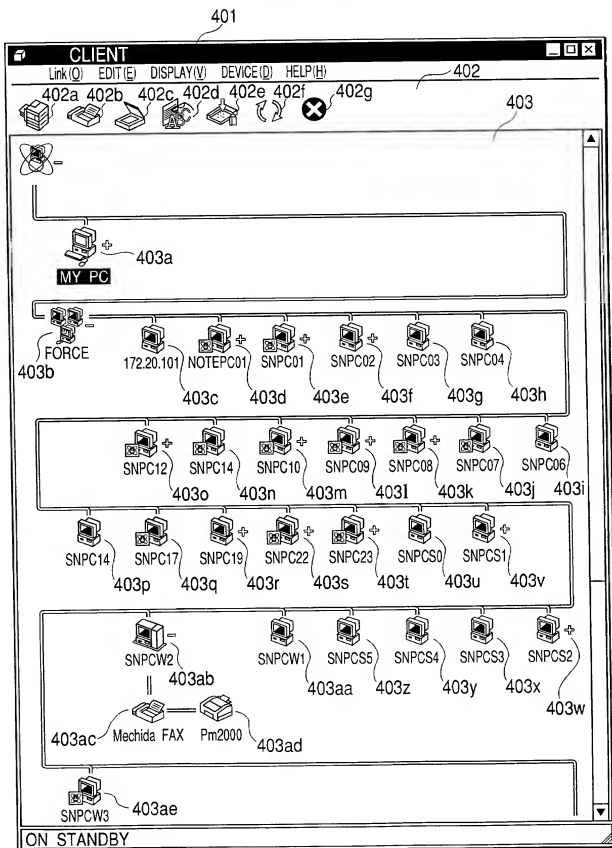 401
CLIENT
Link(O) EDIT(E) DISPLAY(V) DEVICE(D) HELP(H)
402
402a 402b 402c 402d 402e 402f 402g
403
403a
MY PC
FORCE 172.20.101 NOTEPC01 SNPC01 SNPC02 SNPC03 SNPC04
403b 403c 403d 403e 403f 403g 403h
SNPC12 SNPC14 SNPC10 SNPC09 SNPC08 SNPC07 SNPC06
403o 403n 403m 403l 403k 403j 403i
SNPC14 SNPC17 SNPC19 SNPC22 SNPC23 SNPCS0 SNPCS1
403p 403q 403r 403s 403t 403u 403v
SNPCW2 SNPCW1 SNPCS5 SNPCS4 SNPCS3 SNPCS2
403ab 403aa 403z 403y 403x 403w
403ac Mechida FAX Pm2000 403ad
403ae
SNPCW3
ON STANDBY